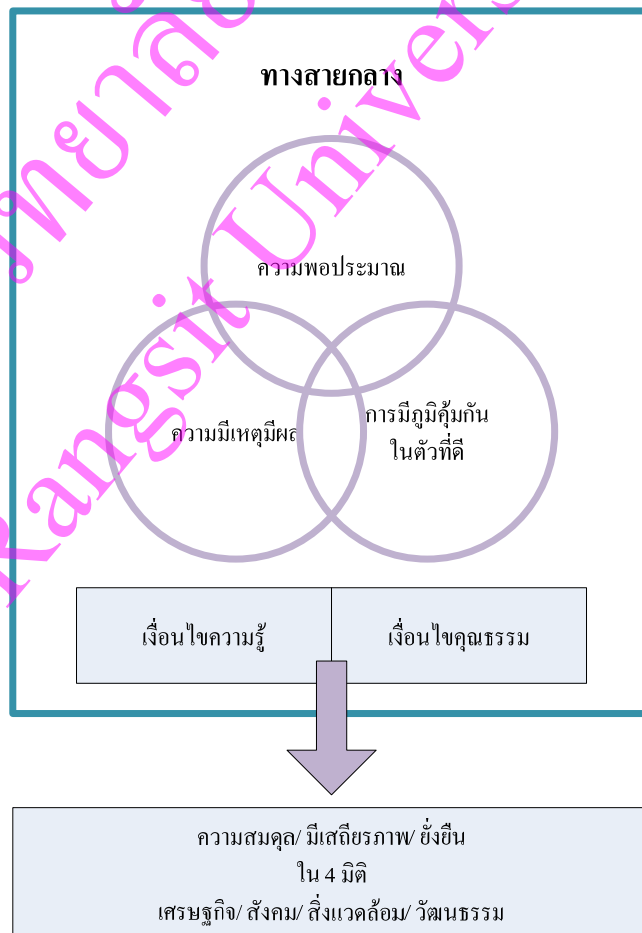 ทางสายกลาง
ความพอประมาณ
ความมีเหตุมีผล
การมีภูมิคุ้มกัน
ในตัวที่ดี
เงื่อนไขความรู้
เงื่อนไขคุณธรรม
ความสมดุล/ มีเสถียรภาพ/ ยั่งยืน
ใน 4 มิติ
เศรษฐกิจ/ สังคม/ สิ่งแวดล้อม/ วัฒนธรรม
Rangsit